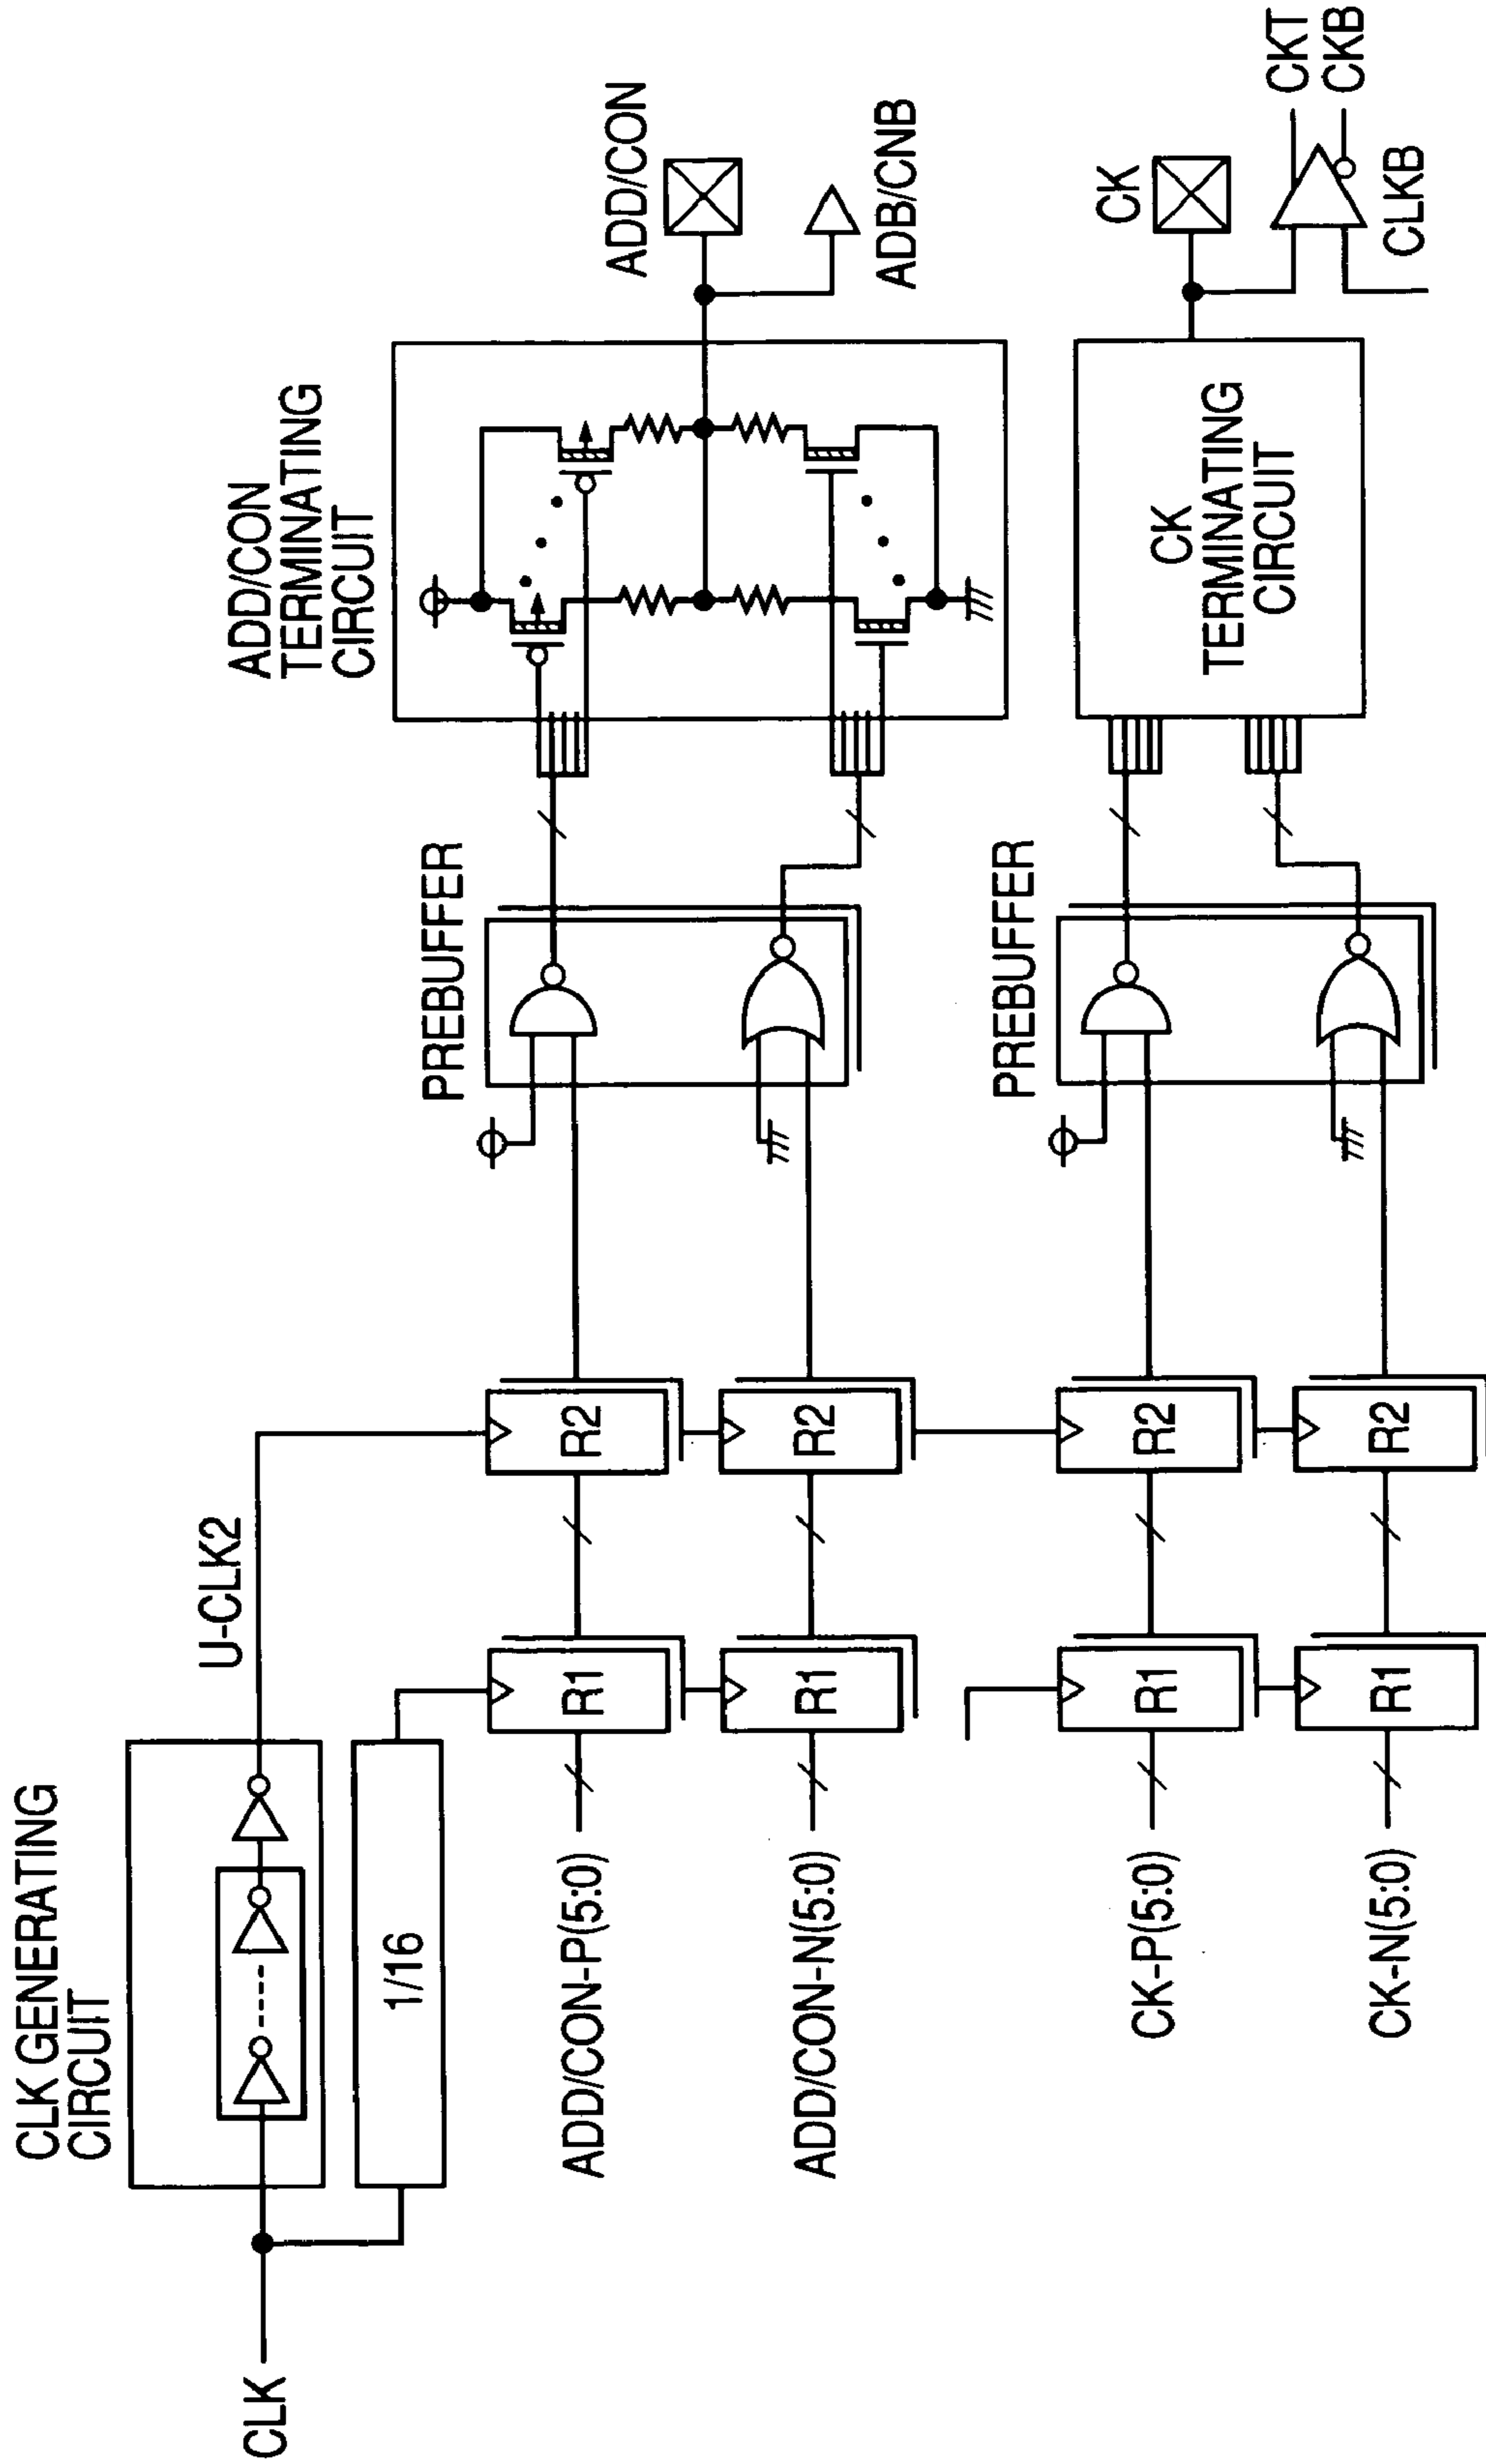 CLK GENERATING
CIRCUIT
CLK
U-CLK2
1/16
ADD/CON-P(5:0)
R1
R2
ADD/CON-N(5:0)
R1
R2
PREBUFFER
ADD/CON
TERMINATING
CIRCUIT
ADD/CON
ADB/CNB
CK-P(5:0)
R1
R2
CK-N(5:0)
R1
R2
PREBUFFER
CK
TERMINATING
CIRCUIT
CK
CKT
CKB
CLKB